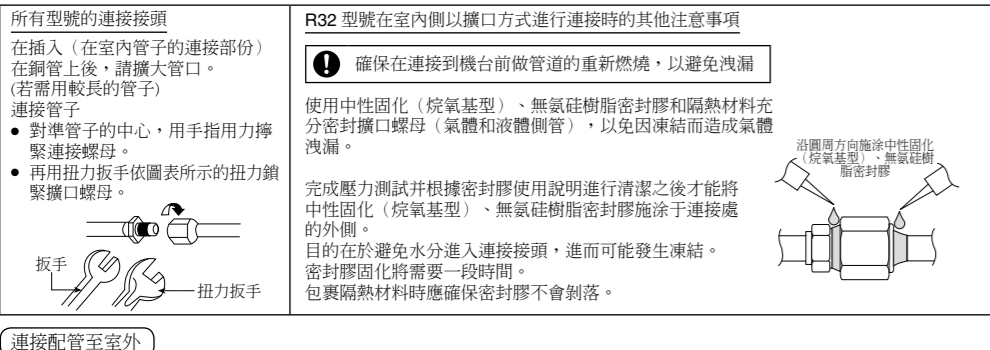 所有型號的連接接頭
在插入（在室內管子的連接部份）
在銅管上後，請擴大管口。
(若需用較長的管子)
連接管子
● 對準管子的中心，用手指用力擰
緊連接螺母。
● 再用扭力扳手依圖表所示的扭力鎖
緊擴口螺母。
扳手
扭力扳手
R32 型號在室內側以擴口方式進行連接時的其他注意事項
確保在連接到機台前做管道的重新燃燒，以避免洩漏
使用中性固化（烷氧基型）、無氨硅樹脂密封膠和隔熱材料充
分密封擴口螺母（氣體和液體側管），以免因凍結而造成氣體
洩漏。
完成壓力測試并根據密封膠使用說明進行清潔之後才能將
中性固化（烷氧基型）、無氨硅樹脂密封膠施涂于連接處
的外側。
目的在於避免水分進入連接接頭，進而可能發生凍結。
密封膠固化將需要一段時間。
包裹隔熱材料時應確保密封膠不會剝落。
沿圓周方向施涂中性固化
（烷氧基型）、無氨硅樹
脂密封膠
連接配管至室外